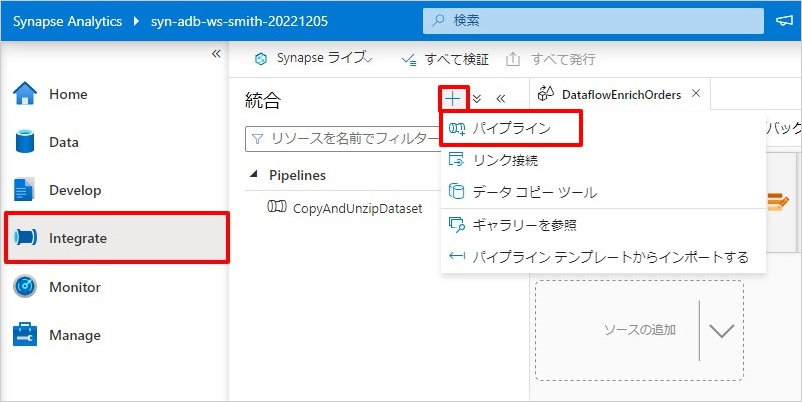 Synapse Analytics ▸ syn-adb-ws-smith-20221205
検索
Synapse ライブ
すべて検証
すべて発行
Home
Data
Develop
Integrate
Monitor
Manage
統合
リソースを名前でフィルター
Pipelines
CopyAndUnzipDataset
パイプライン
リンク接続
データ コピー ツール
ギャラリーを参照
パイプライン テンプレートからインポートする
DataflowEnrichOrders
バック
ソースの追加